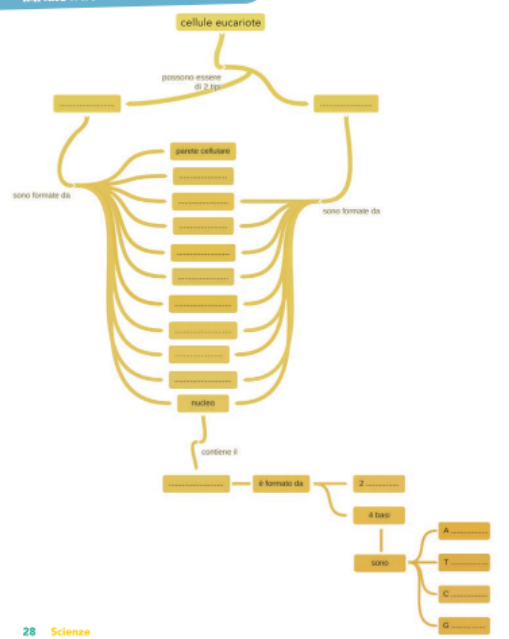 cellule eucariote
possono essere
di 2 tipi
....................
....................
sono formate da
sono formate da
parete cellulare
....................
....................
....................
....................
....................
....................
....................
....................
....................
nucleo
contiene il
....................
è formato da
2 ............
4 basi
sono
A ..............
T ..............
C ..............
G ..............
28 Scienze